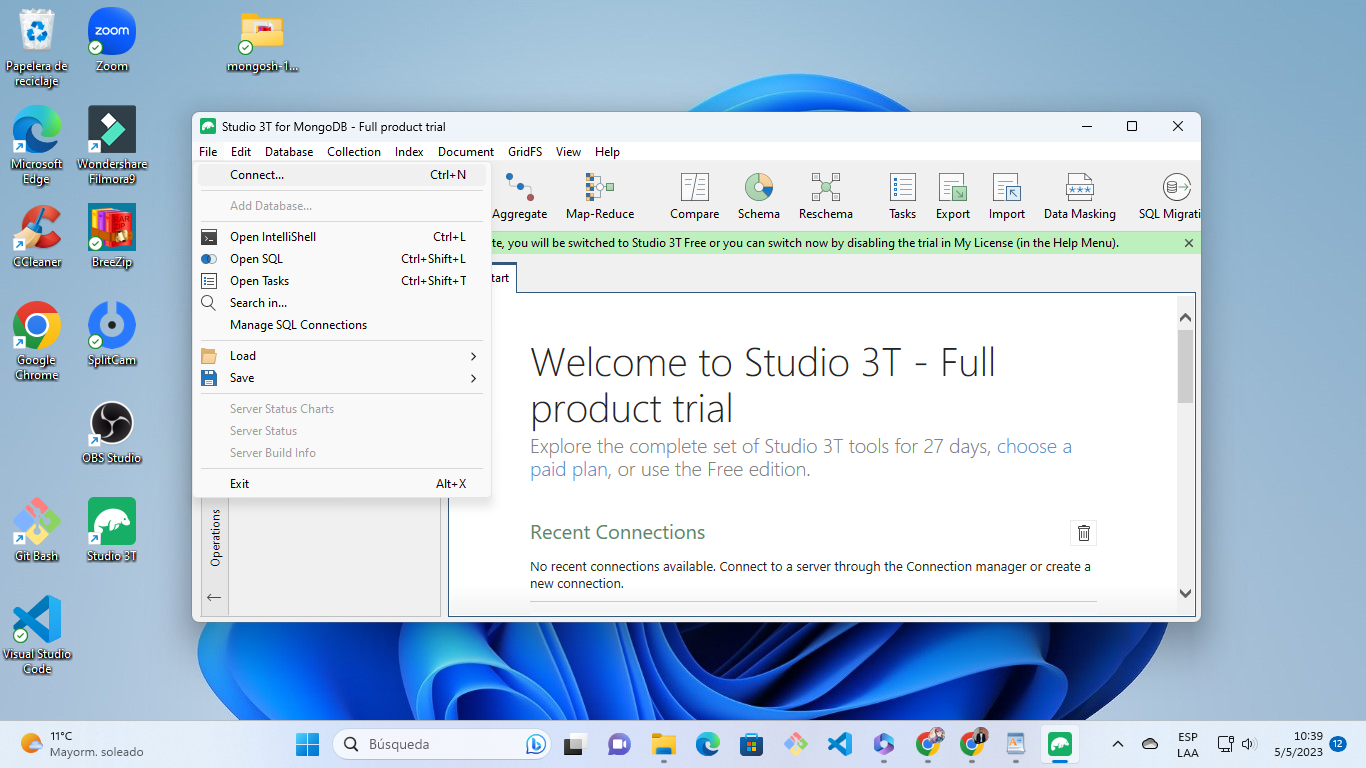 Papelera de
reciclaje
zoom
Zoom
mongosh-1...
Microsoft
Edge
Wondershare
Filmora9
CCleaner
BreeZip
Google
Chrome
SplitCam
OBS Studio
Git Bash
Studio 3T
Visual Studio
Code
Studio 3T for MongoDB - Full product trial
File Edit Database Collection Index Document GridFS View Help
Connect... Ctrl+N
Add Database...
Open IntelliShell Ctrl+L
Open SQL Ctrl+Shift+L
Open Tasks Ctrl+Shift+T
Search in...
Manage SQL Connections
Load
Save
Server Status Charts
Server Status
Server Build Info
Exit Alt+X
Aggregate Map-Reduce Compare Schema Reschema Tasks Export Import Data Masking SQL Migrati
te, you will be switched to Studio 3T Free or you can switch now by disabling the trial in My License (in the Help Menu).
tart
Welcome to Studio 3T - Full
product trial
Explore the complete set of Studio 3T tools for 27 days, choose a
paid plan, or use the Free edition.
Recent Connections
No recent connections available. Connect to a server through the Connection manager or create a
new connection.
Operations
11°C
Mayorm. soleado
Búsqueda
ESP
LAA
10:39
5/5/2023
12